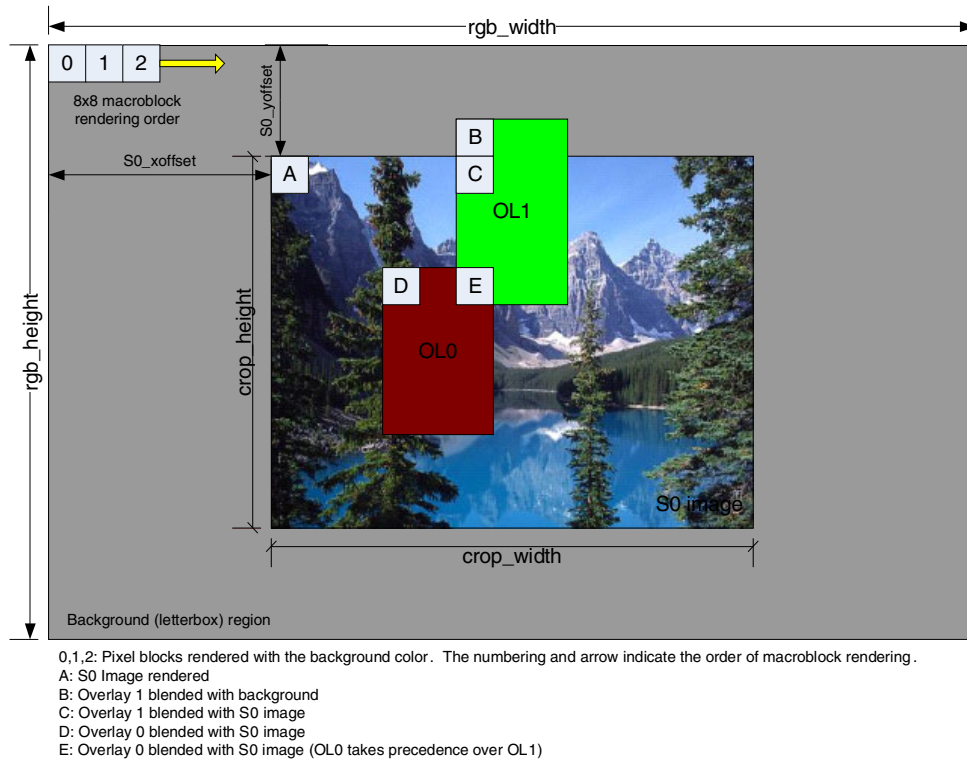 rgb_width
0 1 2
8x8 macroblock
rendering order
S0_yoffset
S0_xoffset
A
B
C
OL1
D
E
OL0
rgb_height
crop_height
S0 image
crop_width
Background (letterbox) region
0,1,2: Pixel blocks rendered with the background color. The numbering and arrow indicate the order of macroblock rendering.
A: S0 Image rendered
B: Overlay 1 blended with background
C: Overlay 1 blended with S0 image
D: Overlay 0 blended with S0 image
E: Overlay 0 blended with S0 image (OL0 takes precedence over OL1)